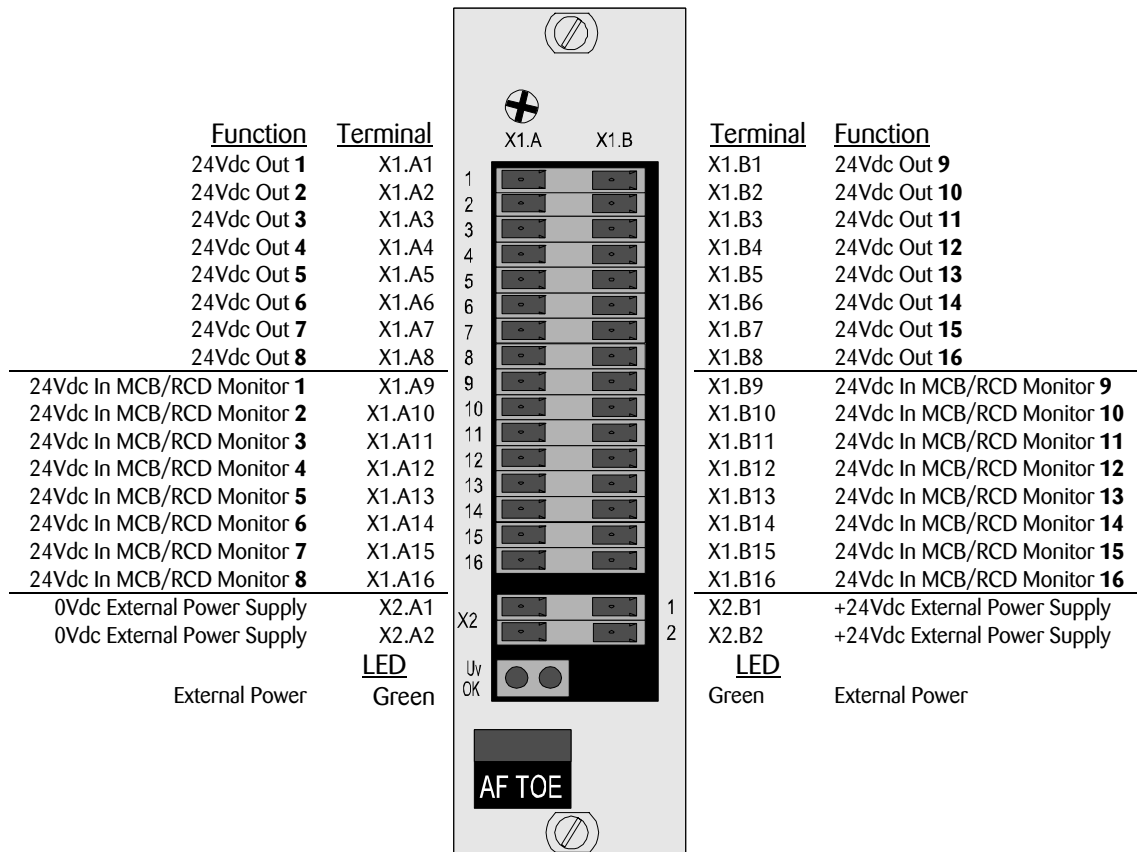 Function Terminal X1.A X1.B Terminal Function
24Vdc Out 1 X1.A1 1 X1.B1 24Vdc Out 9
24Vdc Out 2 X1.A2 2 X1.B2 24Vdc Out 10
24Vdc Out 3 X1.A3 3 X1.B3 24Vdc Out 11
24Vdc Out 4 X1.A4 4 X1.B4 24Vdc Out 12
24Vdc Out 5 X1.A5 5 X1.B5 24Vdc Out 13
24Vdc Out 6 X1.A6 6 X1.B6 24Vdc Out 14
24Vdc Out 7 X1.A7 7 X1.B7 24Vdc Out 15
24Vdc Out 8 X1.A8 8 X1.B8 24Vdc Out 16
24Vdc In MCB/RCD Monitor 1 X1.A9 9 X1.B9 24Vdc In MCB/RCD Monitor 9
24Vdc In MCB/RCD Monitor 2 X1.A10 10 X1.B10 24Vdc In MCB/RCD Monitor 10
24Vdc In MCB/RCD Monitor 3 X1.A11 11 X1.B11 24Vdc In MCB/RCD Monitor 11
24Vdc In MCB/RCD Monitor 4 X1.A12 12 X1.B12 24Vdc In MCB/RCD Monitor 12
24Vdc In MCB/RCD Monitor 5 X1.A13 13 X1.B13 24Vdc In MCB/RCD Monitor 13
24Vdc In MCB/RCD Monitor 6 X1.A14 14 X1.B14 24Vdc In MCB/RCD Monitor 14
24Vdc In MCB/RCD Monitor 7 X1.A15 15 X1.B15 24Vdc In MCB/RCD Monitor 15
24Vdc In MCB/RCD Monitor 8 X1.A16 16 X1.B16 24Vdc In MCB/RCD Monitor 16
0Vdc External Power Supply X2.A1 X2 1 X2.B1 +24Vdc External Power Supply
0Vdc External Power Supply X2.A2 2 X2.B2 +24Vdc External Power Supply
LED Uv LED
External Power Green OK Green External Power
AF TOE